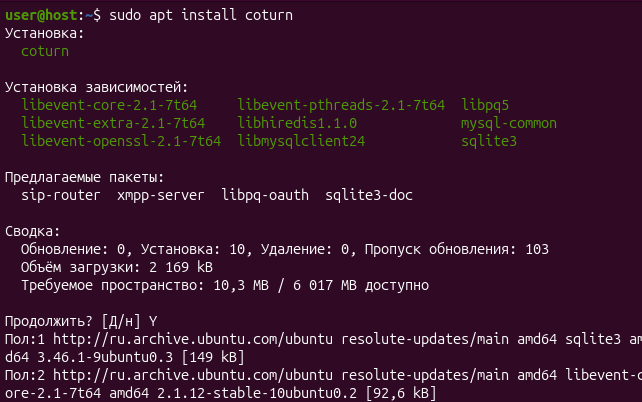 user@host:~$ sudo apt install coturn
Установка:
  coturn

Установка зависимостей:
  libevent-core-2.1-7t64     libevent-pthreads-2.1-7t64  libpq5
  libevent-extra-2.1-7t64    libhiredis1.1.0             mysql-common
  libevent-openssl-2.1-7t64  libmysqlclient24            sqlite3

Предлагаемые пакеты:
  sip-router  xmpp-server  libpq-oauth  sqlite3-doc

Сводка:
  Обновление: 0, Установка: 10, Удаление: 0, Пропуск обновления: 103
  Объём загрузки: 2 169 kB
  Требуемое пространство: 10,3 MB / 6 017 MB доступно

Продолжить? [Д/н] Y
Пол:1 http://ru.archive.ubuntu.com/ubuntu resolute-updates/main amd64 sqlite3 am
d64 3.46.1-9ubuntu0.3 [149 kB]
Пол:2 http://ru.archive.ubuntu.com/ubuntu resolute-updates/main amd64 libevent-c
ore-2.1-7t64 amd64 2.1.12-stable-10ubuntu0.2 [92,6 kB]